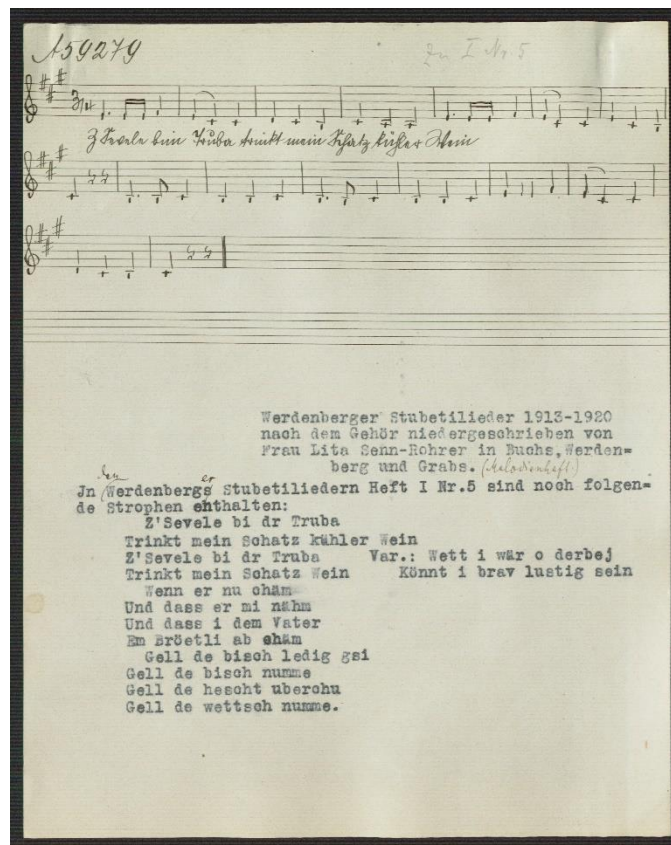 A59279
Zu I Nr. 5
Z Sevele bim Truba trinkt mein Schatz kühler Wein
Werdenberger Stubetilieder 1913-1920
nach dem Gehör niedergeschrieben von
Frau Lita Senn-Rohrer in Buchs, Werden=
berg und Grabs. (Melodienheft.)
den er
Jn Werdenbergs Stubetiliedern Heft I Nr.5 sind noch folgen=
de Strophen enthalten:
Z'Sevele bi dr Truba
Trinkt mein Schatz kühler Wein
Z'Sevele bi dr Truba Var.: Wett i wär o derbej
Trinkt mein Schatz Wein Könnt i brav lustig sein
Wenn er nu chäm
Und dass er mi nähm
Und dass i dem Vater
Em Bröetli ab chäm
Gell de bisch ledig gsi
Gell de bisch numme
Gell de hescht uberchu
Gell de wettsch numme.